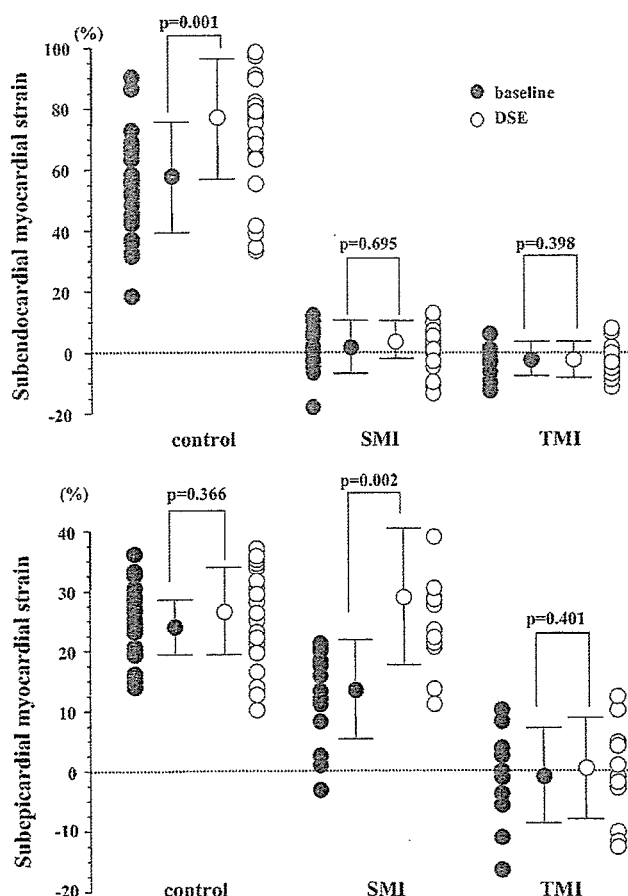 (%)
p=0.001
100
80
60
40
20
0
-20
Subendocardial myocardial strain
baseline
DSE
p=0.695
p=0.398
control SMI TMI
(%)
p=0.366
p=0.002
p=0.401
40
30
20
10
0
-10
-20
Subepicardial myocardial strain
control SMI TMI